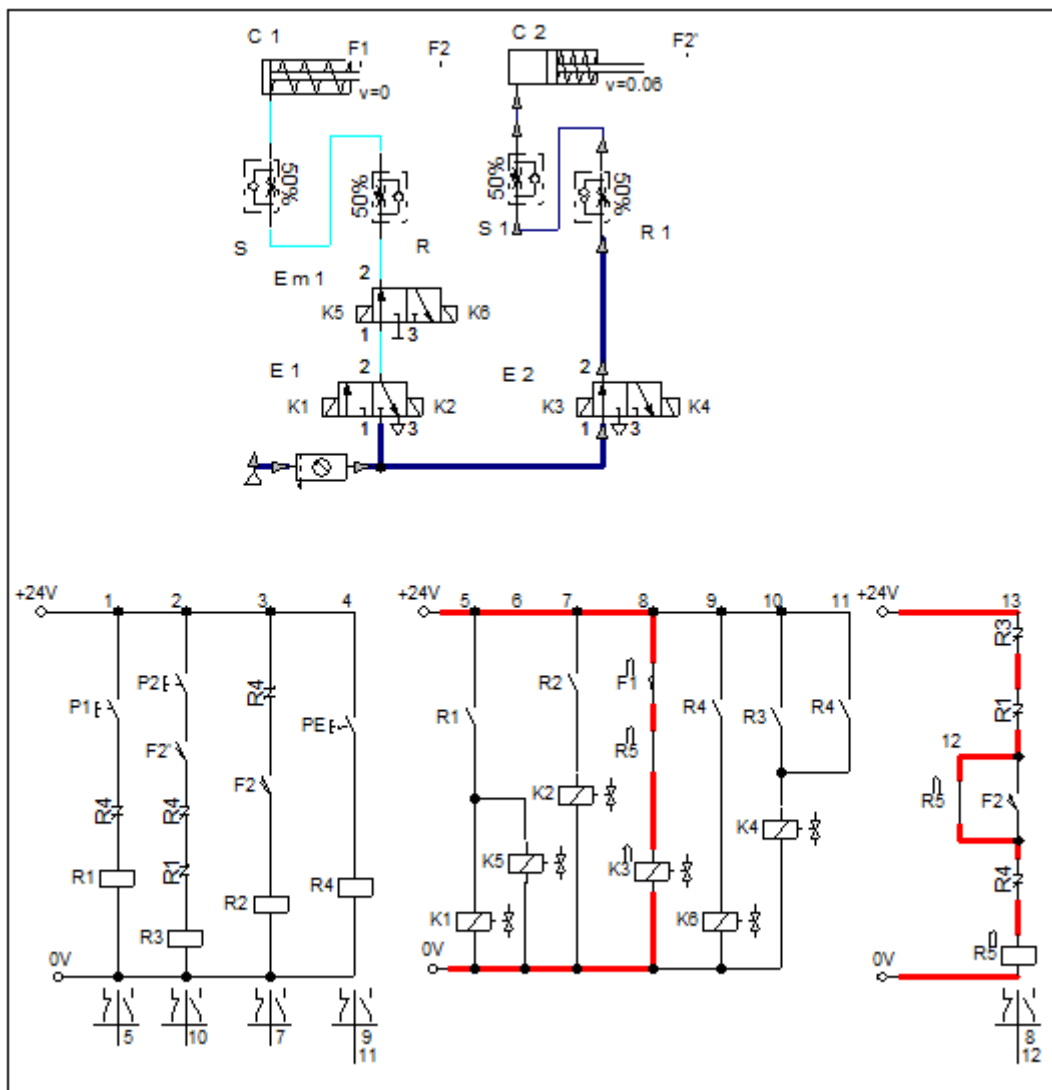 C 1 F1 F2 C 2 F2'
v=0 v=0.06
50% 50% 50% 50%
S R S 1 R 1
E m 1 2
K5 K6
1 3
E 1 2 E 2 2
K1 K2 K3 K4
1 3 1 3
+24V 1 2 3 4 +24V 5 6 7 8 9 10 11 +24V 13
R3
P2 R4 R2 F1
P1 PE R1 R4 R3 R4 R1
F2' R5 12
F2 K2 R5 F2
R4 R4 K4
R1 R1 R4 K5 K3 R4
R2 K1 K6
R3 R5
0V 0V 0V
5 10 7 9 8
11 12